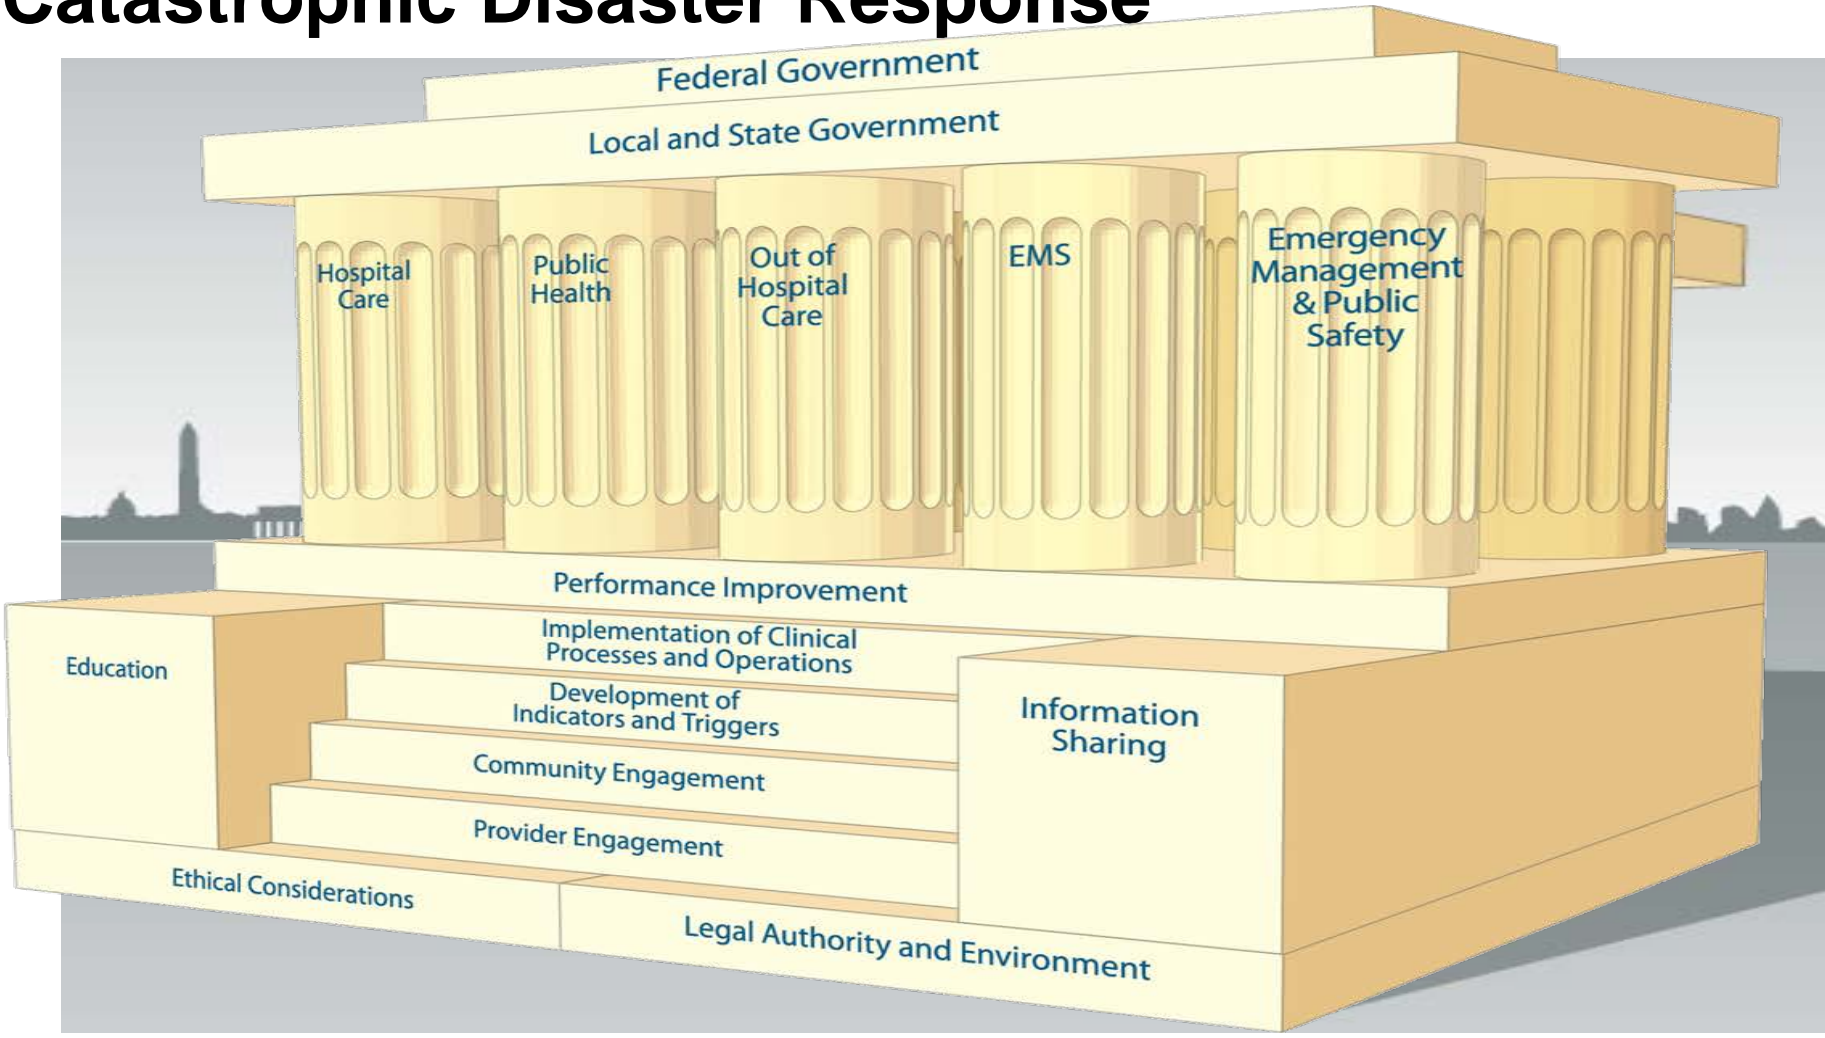 Catastrophic Disaster Response
Federal Government
Local and State Government
Hospital
Care
Public
Health
Out of
Hospital
Care
EMS
Emergency
Management
& Public
Safety
Performance Improvement
Implementation of Clinical
Processes and Operations
Development of
Indicators and Triggers
Community Engagement
Provider Engagement
Education
Information
Sharing
Ethical Considerations
Legal Authority and Environment